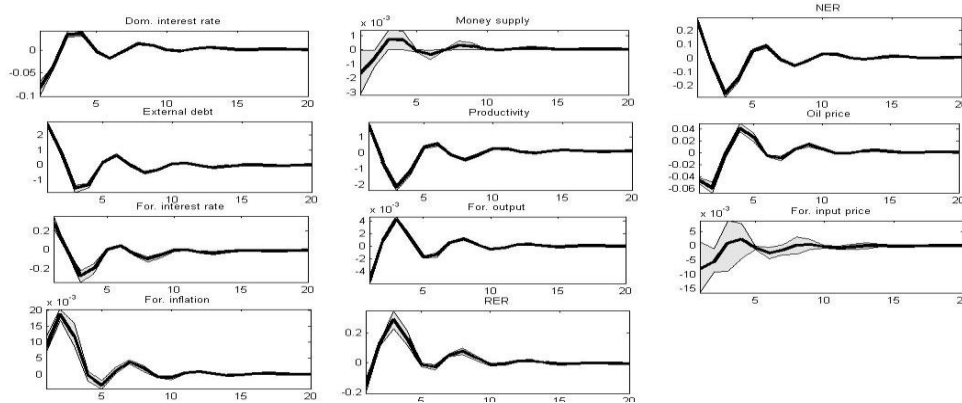 Dom. interest rate
0
-0.05
-0.1
5 10 15 20
Money supply
x 10⁻³
1
0
-1
-2
-3
5 10 15 20
NER
0.2
0.1
0
-0.1
-0.2
5 10 15 20
External debt
2
1
0
-1
5 10 15 20
Productivity
1
0
-1
-2
5 10 15 20
Oil price
0.04
0.02
0
-0.02
-0.04
-0.06
5 10 15 20
For. interest rate
0.2
0
-0.2
5 10 15 20
For. output
x 10⁻³
4
2
0
-2
-4
5 10 15 20
For. input price
x 10⁻³
5
0
-5
-10
-15
5 10 15 20
For. inflation
x 10⁻³
20
15
10
5
0
5 10 15 20
RER
0.2
0
-0.2
5 10 15 20